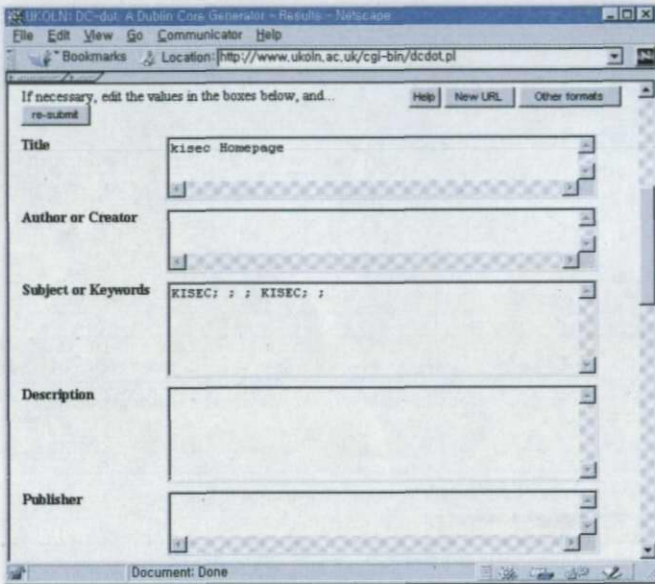 UKOLN: DC-dot, A Dublin Core Generator - Results - Netscape
File Edit View Go Communicator Help
Bookmarks Location: http://www.ukoln.ac.uk/cgi-bin/dcdot.pl
If necessary, edit the values in the boxes below, and...
Help New URL Other formats
re-submit
Title
kisec Homepage
Author or Creator
Subject or Keywords
KISEC; ; ; KISEC; ;
Description
Publisher
Document: Done